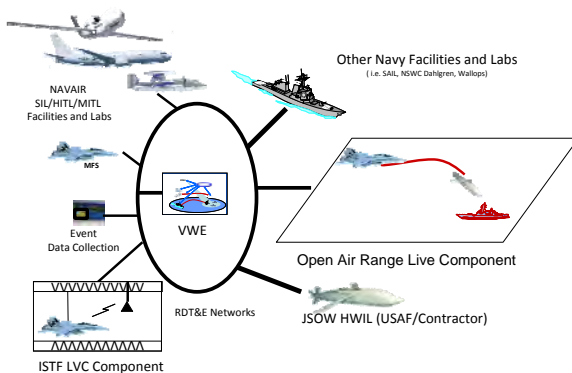 Other Navy Facilities and Labs
( i.e. SAIL, NSWC Dahlgren, Wallops)
NAVAIR
SIL/HITL/MITL
Facilities and Labs
MFS
VWE
Event
Data Collection
Open Air Range Live Component
RDT&E Networks
JSOW HWIL (USAF/Contractor)
ISTF LVC Component